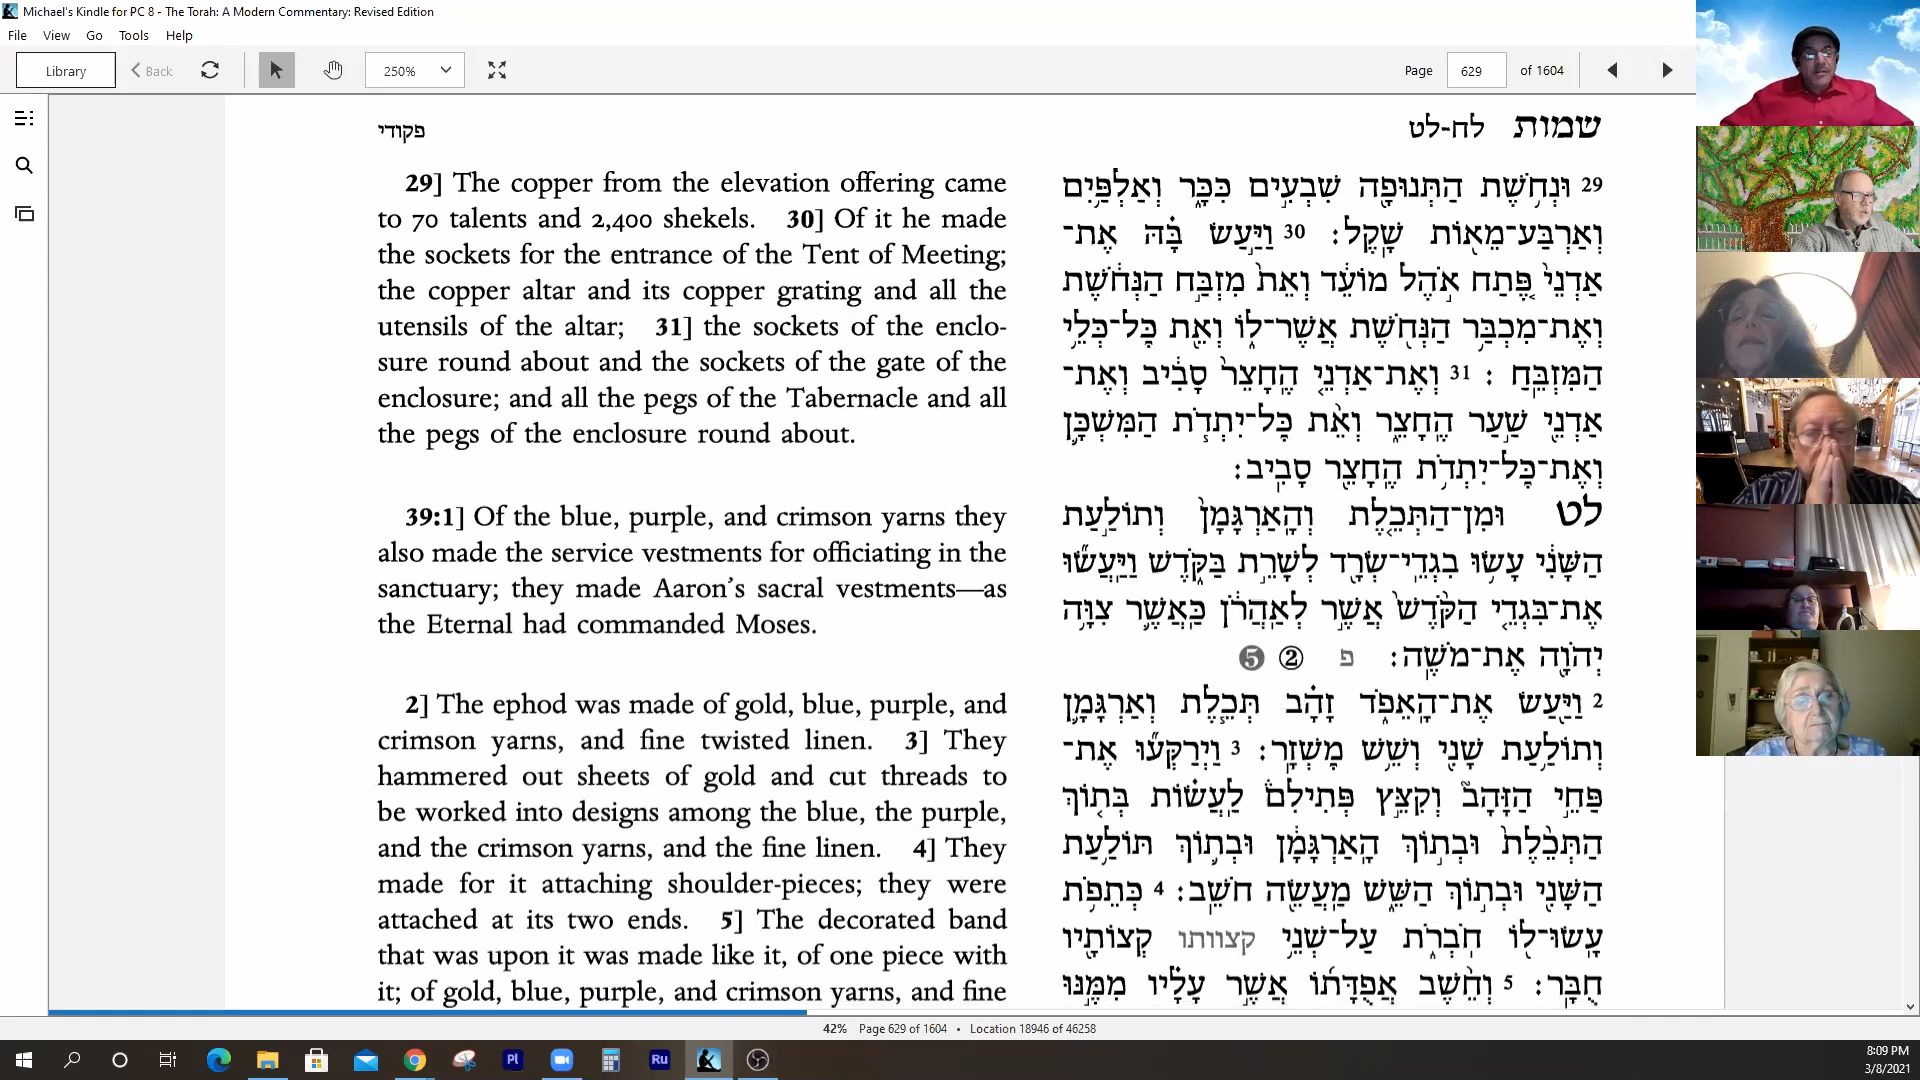 Michael's Kindle for PC 8 - The Torah: A Modern Commentary: Revised Edition
File View Go Tools Help
Library Back 250% Page 629 of 1604
פקודי
שמות לח-לט
29] The copper from the elevation offering came
to 70 talents and 2,400 shekels. 30] Of it he made
the sockets for the entrance of the Tent of Meeting;
the copper altar and its copper grating and all the
utensils of the altar; 31] the sockets of the enclo-
sure round about and the sockets of the gate of the
enclosure; and all the pegs of the Tabernacle and all
the pegs of the enclosure round about.
39:1] Of the blue, purple, and crimson yarns they
also made the service vestments for officiating in the
sanctuary; they made Aaron's sacral vestments—as
the Eternal had commanded Moses.
2] The ephod was made of gold, blue, purple, and
crimson yarns, and fine twisted linen. 3] They
hammered out sheets of gold and cut threads to
be worked into designs among the blue, the purple,
and the crimson yarns, and the fine linen. 4] They
made for it attaching shoulder-pieces; they were
attached at its two ends. 5] The decorated band
that was upon it was made like it, of one piece with
it; of gold, blue, purple, and crimson yarns, and fine
29 וּנְחֹ֥שֶׁת הַתְּנוּפָ֖ה שִׁבְעִ֣ים כִּכָּ֑ר וְאַלְפַּ֥יִם
וְאַרְבַּע־מֵא֖וֹת שָֽׁקֶל׃ 30 וַיַּ֣עַשׂ בָּ֗הּ אֶת־
אַדְנֵי֙ פֶּ֚תַח אֹ֣הֶל מוֹעֵ֔ד וְאֵת֙ מִזְבַּ֣ח הַנְּחֹ֔שֶׁת
וְאֶת־מִכְבַּ֥ר הַנְּחֹ֖שֶׁת אֲשֶׁר־ל֑וֹ וְאֵ֖ת כׇּל־כְּלֵ֥י
הַמִּזְבֵּֽחַ׃ 31 וְאֶת־אַדְנֵ֤י הֶֽחָצֵר֙ סָבִ֔יב וְאֶת־
אַדְנֵ֖י שַׁ֣עַר הֶחָצֵ֑ר וְאֵ֨ת כׇּל־יִתְדֹ֧ת הַמִּשְׁכָּ֛ן
וְאֶת־כׇּל־יִתְדֹ֥ת הֶחָצֵ֖ר סָבִֽיב׃
לט וּמִן־הַתְּכֵ֤לֶת וְהָֽאַרְגָּמָן֙ וְתוֹלַ֣עַת
הַשָּׁנִ֔י עָשׂ֥וּ בִגְדֵי־שְׂרָ֖ד לְשָׁרֵ֣ת בַּקֹּ֑דֶשׁ וַֽיַּעֲשׂ֞וּ
אֶת־בִּגְדֵ֤י הַקֹּ֙דֶשׁ֙ אֲשֶׁ֣ר לְאַהֲרֹ֔ן כַּאֲשֶׁ֛ר צִוָּ֥ה
יְהֹוָ֖ה אֶת־מֹשֶֽׁה׃ פ ② ❺
2 וַיַּ֖עַשׂ אֶת־הָאֵפֹ֑ד זָהָ֗ב תְּכֵ֧לֶת וְאַרְגָּמָ֛ן
וְתוֹלַ֥עַת שָׁנִ֖י וְשֵׁ֥שׁ מׇשְׁזָֽר׃ 3 וַֽיְרַקְּע֞וּ אֶת־
פַּחֵ֣י הַזָּהָב֮ וְקִצֵּ֣ץ פְּתִילִם֒ לַעֲשׂ֗וֹת בְּת֤וֹךְ
הַתְּכֵ֙לֶת֙ וּבְת֣וֹךְ הָֽאַרְגָּמָ֔ן וּבְת֛וֹךְ תּוֹלַ֥עַת
הַשָּׁנִ֖י וּבְת֣וֹךְ הַשֵּׁ֑שׁ מַעֲשֵׂ֖ה חֹשֵֽׁב׃ 4 כְּתֵפֹ֥ת
עָֽשׂוּ־ל֖וֹ חֹבְרֹ֑ת עַל־שְׁנֵ֥י קצוותו קְצוֹתָ֖יו
חֻבָּֽר׃ 5 וְחֵ֨שֶׁב אֲפֻדָּת֜וֹ אֲשֶׁ֣ר עָלָ֗יו מִמֶּ֣נּוּ
42% Page 629 of 1604 • Location 18946 of 46258
Pl Ru
8:09 PM
3/8/2021